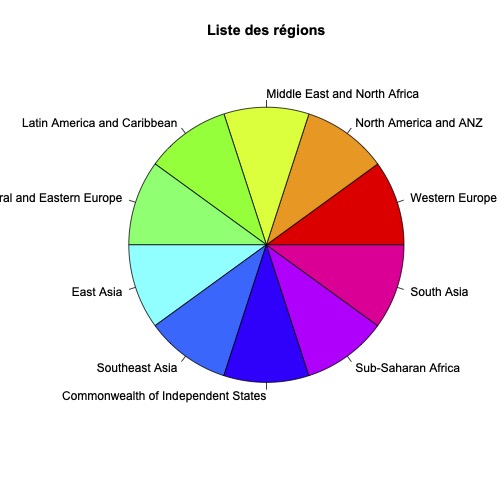 Liste des régions
Middle East and North Africa
Latin America and Caribbean
North America and ANZ
ral and Eastern Europe
Western Europe
East Asia
South Asia
Southeast Asia
Sub-Saharan Africa
Commonwealth of Independent States